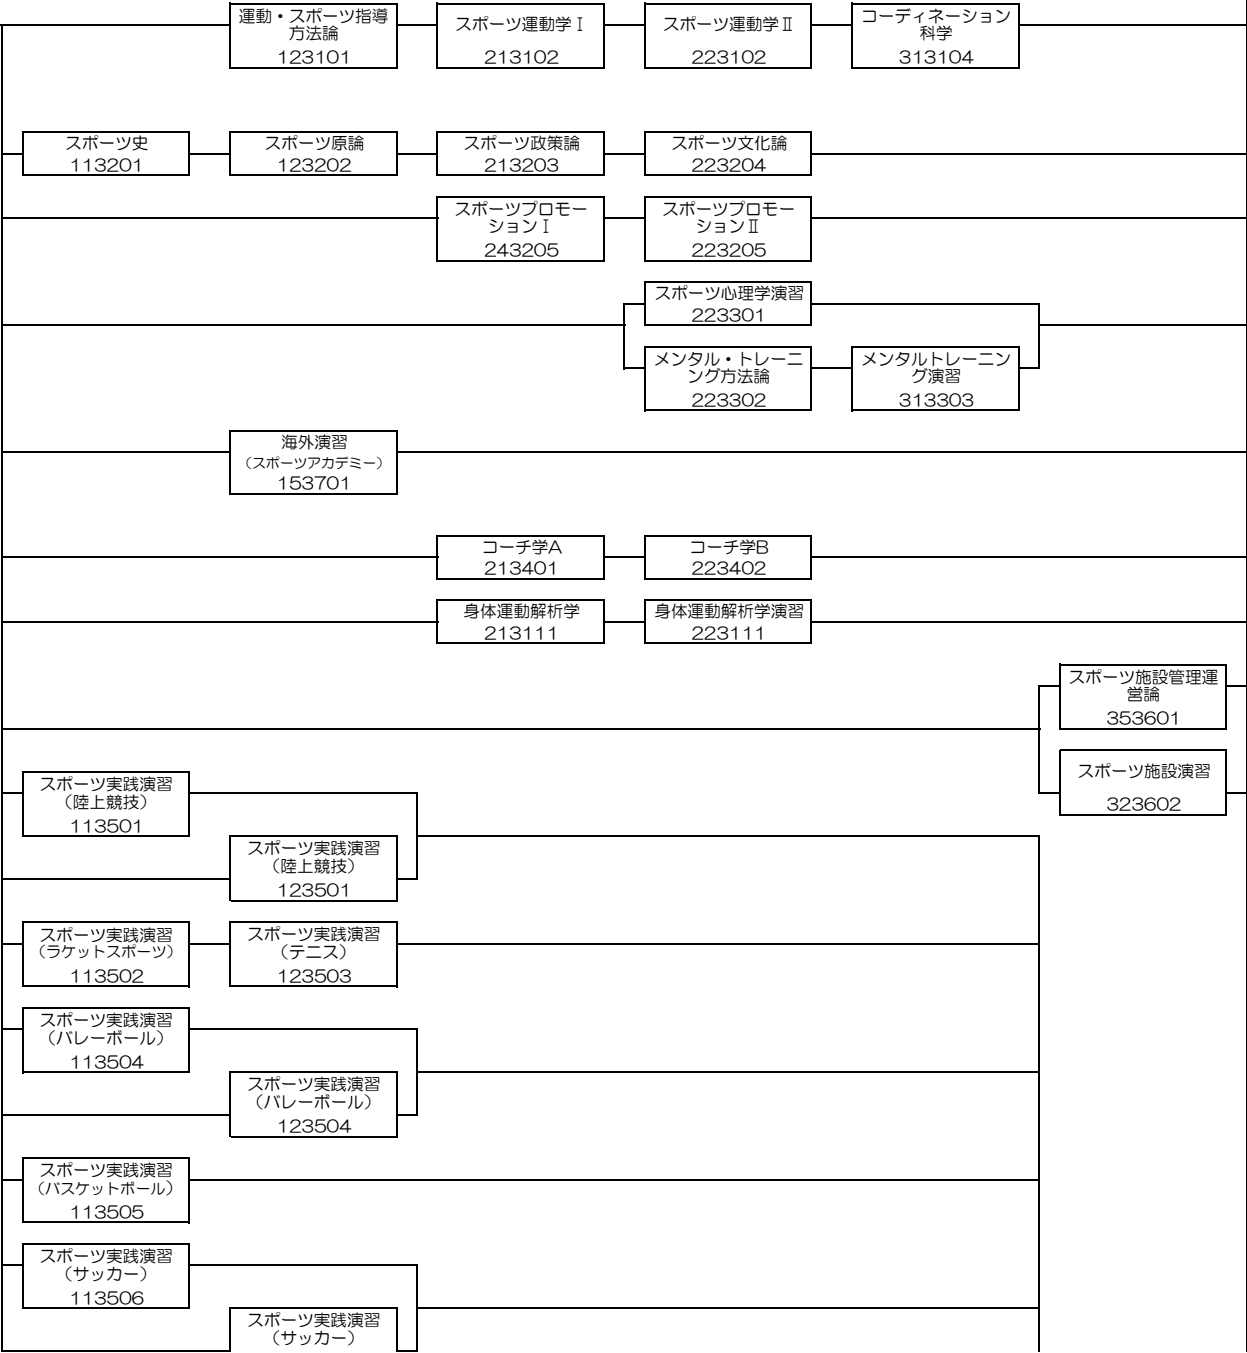 運動・スポーツ指導
方法論
123101
スポーツ運動学Ⅰ
213102
スポーツ運動学Ⅱ
223102
コーディネーション
科学
313104
スポーツ史
113201
スポーツ原論
123202
スポーツ政策論
213203
スポーツ文化論
223204
スポーツプロモー
ションⅠ
243205
スポーツプロモー
ションⅡ
223205
スポーツ心理学演習
223301
メンタル・トレーニ
ング方法論
223302
メンタルトレーニン
グ演習
313303
海外演習
（スポーツアカデミー）
153701
コーチ学A
213401
コーチ学B
223402
身体運動解析学
213111
身体運動解析学演習
223111
スポーツ施設管理運
営論
353601
スポーツ施設演習
323602
スポーツ実践演習
（陸上競技）
113501
スポーツ実践演習
（陸上競技）
123501
スポーツ実践演習
（ラケットスポーツ）
113502
スポーツ実践演習
（テニス）
123503
スポーツ実践演習
（バレーボール）
113504
スポーツ実践演習
（バレーボール）
123504
スポーツ実践演習
（バスケットボール）
113505
スポーツ実践演習
（サッカー）
113506
スポーツ実践演習
（サッカー）